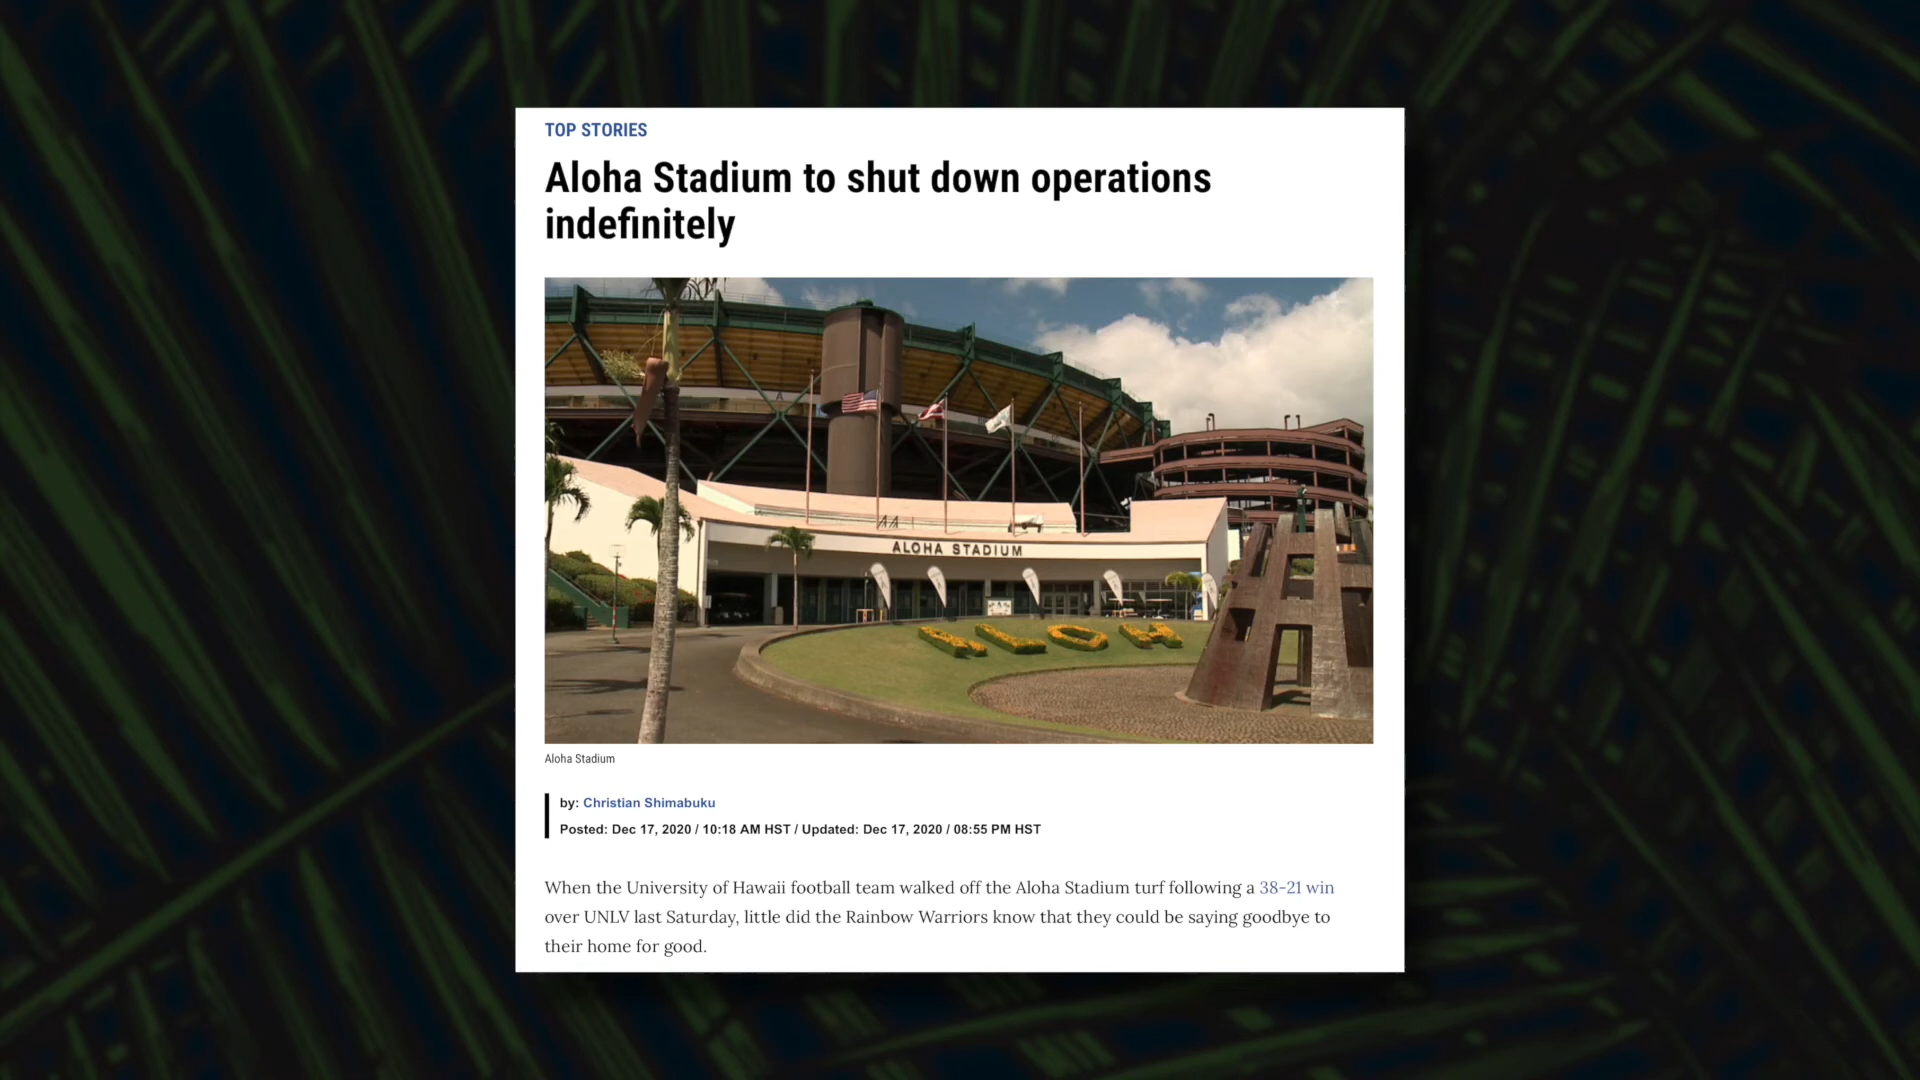 TOP STORIES
Aloha Stadium to shut down operations
indefinitely
ALOHA STADIUM
ALOHA
Aloha Stadium
by: Christian Shimabuku
Posted: Dec 17, 2020 / 10:18 AM HST / Updated: Dec 17, 2020 / 08:55 PM HST
When the University of Hawaii football team walked off the Aloha Stadium turf following a 38-21 win
over UNLV last Saturday, little did the Rainbow Warriors know that they could be saying goodbye to
their home for good.